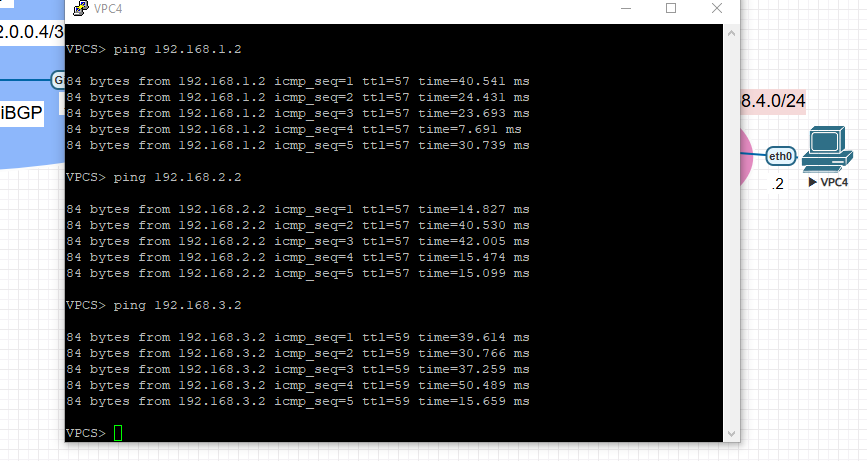 VPC4
2.0.0.4/3
VPCS> ping 192.168.1.2
84 bytes from 192.168.1.2 icmp_seq=1 ttl=57 time=40.541 ms
84 bytes from 192.168.1.2 icmp_seq=2 ttl=57 time=24.431 ms
84 bytes from 192.168.1.2 icmp_seq=3 ttl=57 time=23.693 ms
84 bytes from 192.168.1.2 icmp_seq=4 ttl=57 time=7.691 ms
84 bytes from 192.168.1.2 icmp_seq=5 ttl=57 time=30.739 ms
VPCS> ping 192.168.2.2
84 bytes from 192.168.2.2 icmp_seq=1 ttl=57 time=14.827 ms
84 bytes from 192.168.2.2 icmp_seq=2 ttl=57 time=40.530 ms
84 bytes from 192.168.2.2 icmp_seq=3 ttl=57 time=42.005 ms
84 bytes from 192.168.2.2 icmp_seq=4 ttl=57 time=15.474 ms
84 bytes from 192.168.2.2 icmp_seq=5 ttl=57 time=15.099 ms
VPCS> ping 192.168.3.2
84 bytes from 192.168.3.2 icmp_seq=1 ttl=59 time=39.614 ms
84 bytes from 192.168.3.2 icmp_seq=2 ttl=59 time=30.766 ms
84 bytes from 192.168.3.2 icmp_seq=3 ttl=59 time=37.259 ms
84 bytes from 192.168.3.2 icmp_seq=4 ttl=59 time=50.489 ms
84 bytes from 192.168.3.2 icmp_seq=5 ttl=59 time=15.659 ms
VPCS>
G
iBGP
8.4.0/24
eth0
.2
VPC4